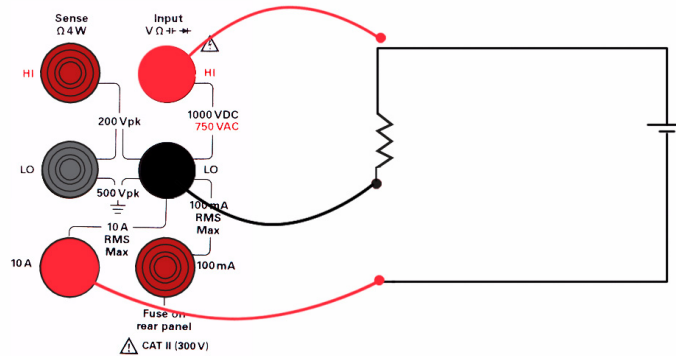 Sense
Ω 4 W
Input
V Ω
HI
HI
1000 VDC
750 VAC
200 Vpk
LO
LO
500 Vpk
100 mA
RMS
Max
10 A
RMS
Max
10 A
100 mA
Fuse on
rear panel
CAT II (300 V)